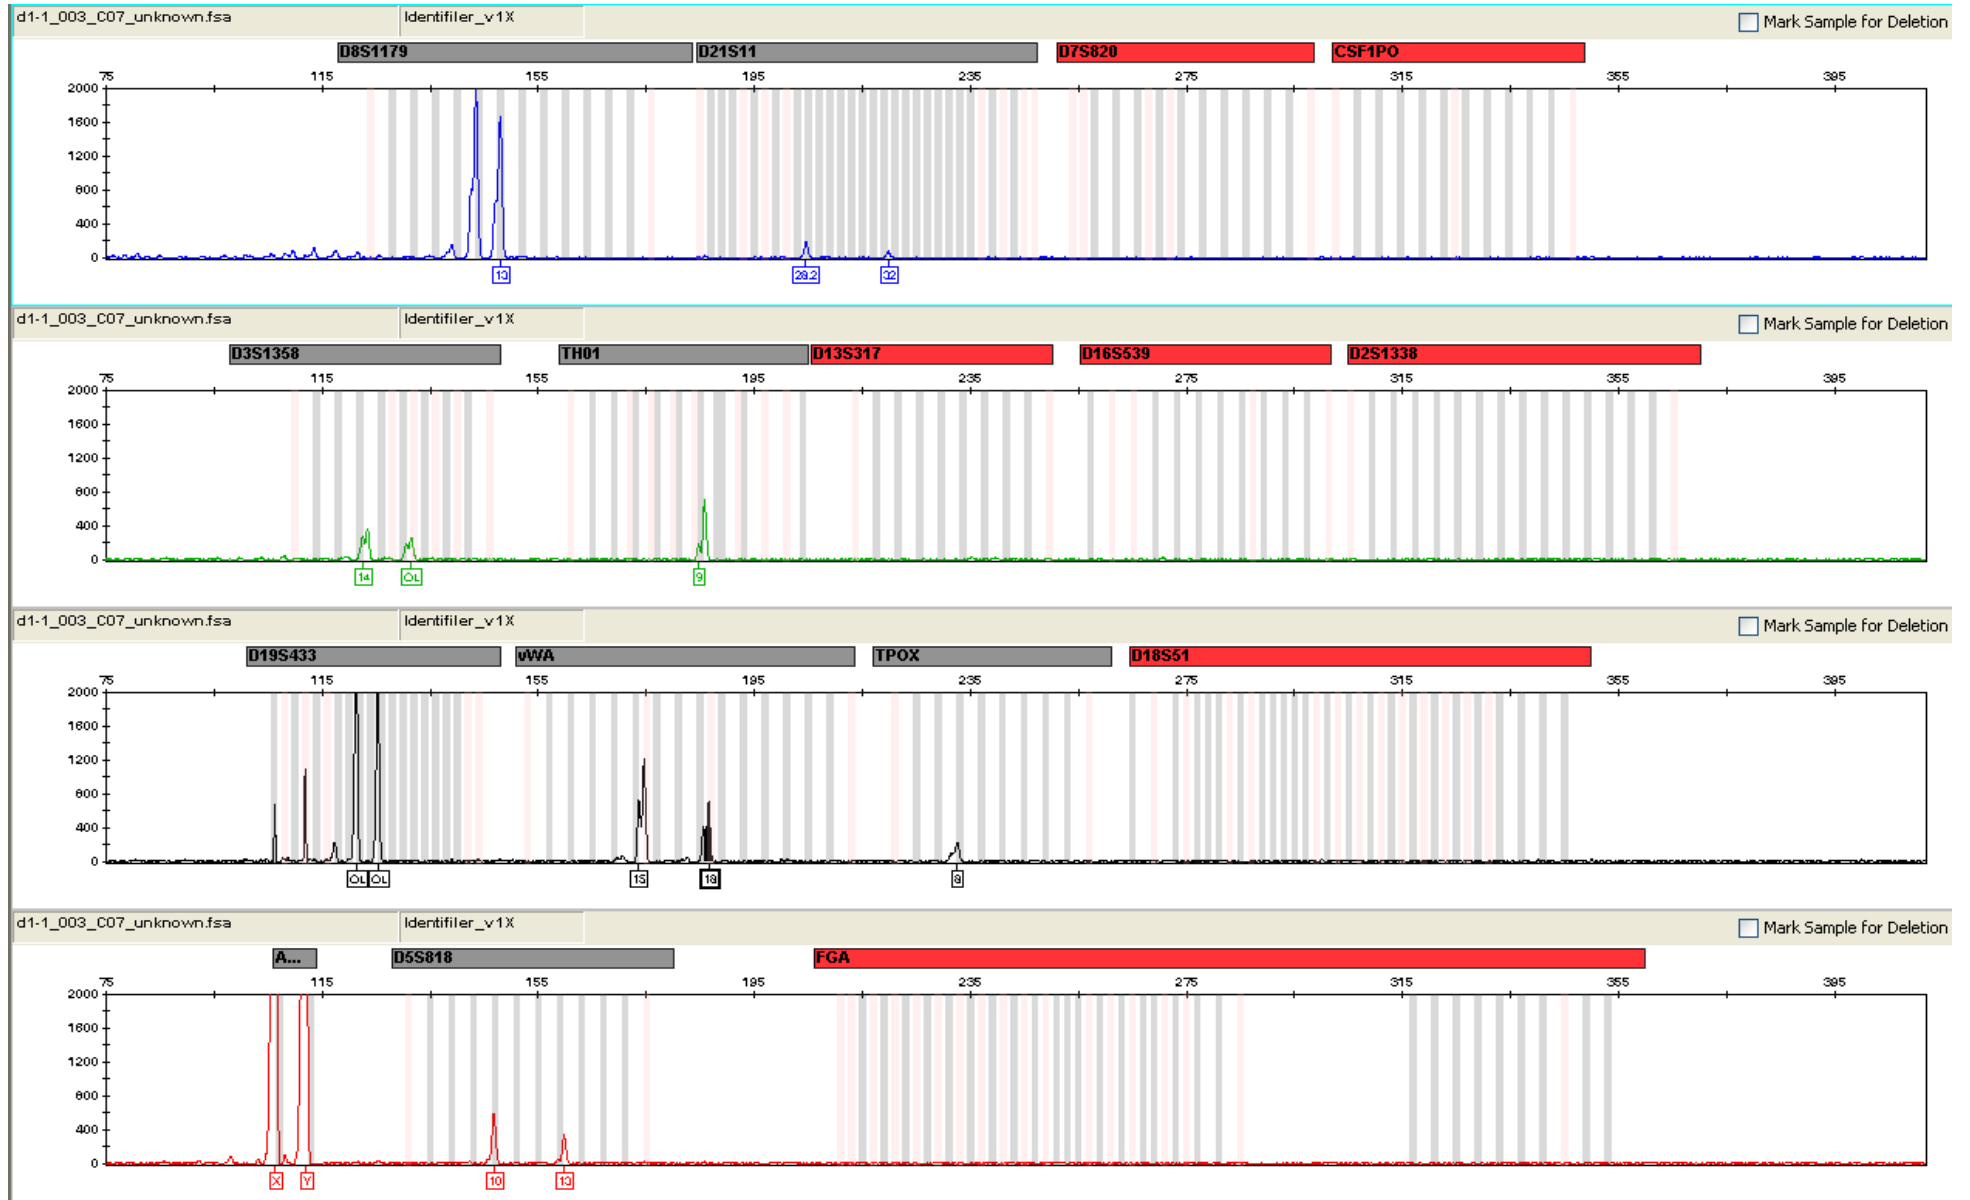 d1-1_003_C07_unknown.fsa Identifiler_v1X Mark Sample for Deletion
D8S1179 D21S11 D7S820 CSF1PO
75 115 155 195 235 275 315 355 395
2000
1600
1200
800
400
0
13 28.2 32
d1-1_003_C07_unknown.fsa Identifiler_v1X Mark Sample for Deletion
D3S1358 TH01 D13S317 D16S539 D2S1338
75 115 155 195 235 275 315 355 395
2000
1600
1200
800
400
0
14 OL 9
d1-1_003_C07_unknown.fsa Identifiler_v1X Mark Sample for Deletion
D19S433 vWA TPOX D18S51
75 115 155 195 235 275 315 355 395
2000
1600
1200
800
400
0
OL OL 15 18 8
d1-1_003_C07_unknown.fsa Identifiler_v1X Mark Sample for Deletion
A... D5S818 FGA
75 115 155 195 235 275 315 355 395
2000
1600
1200
800
400
0
X Y 10 13